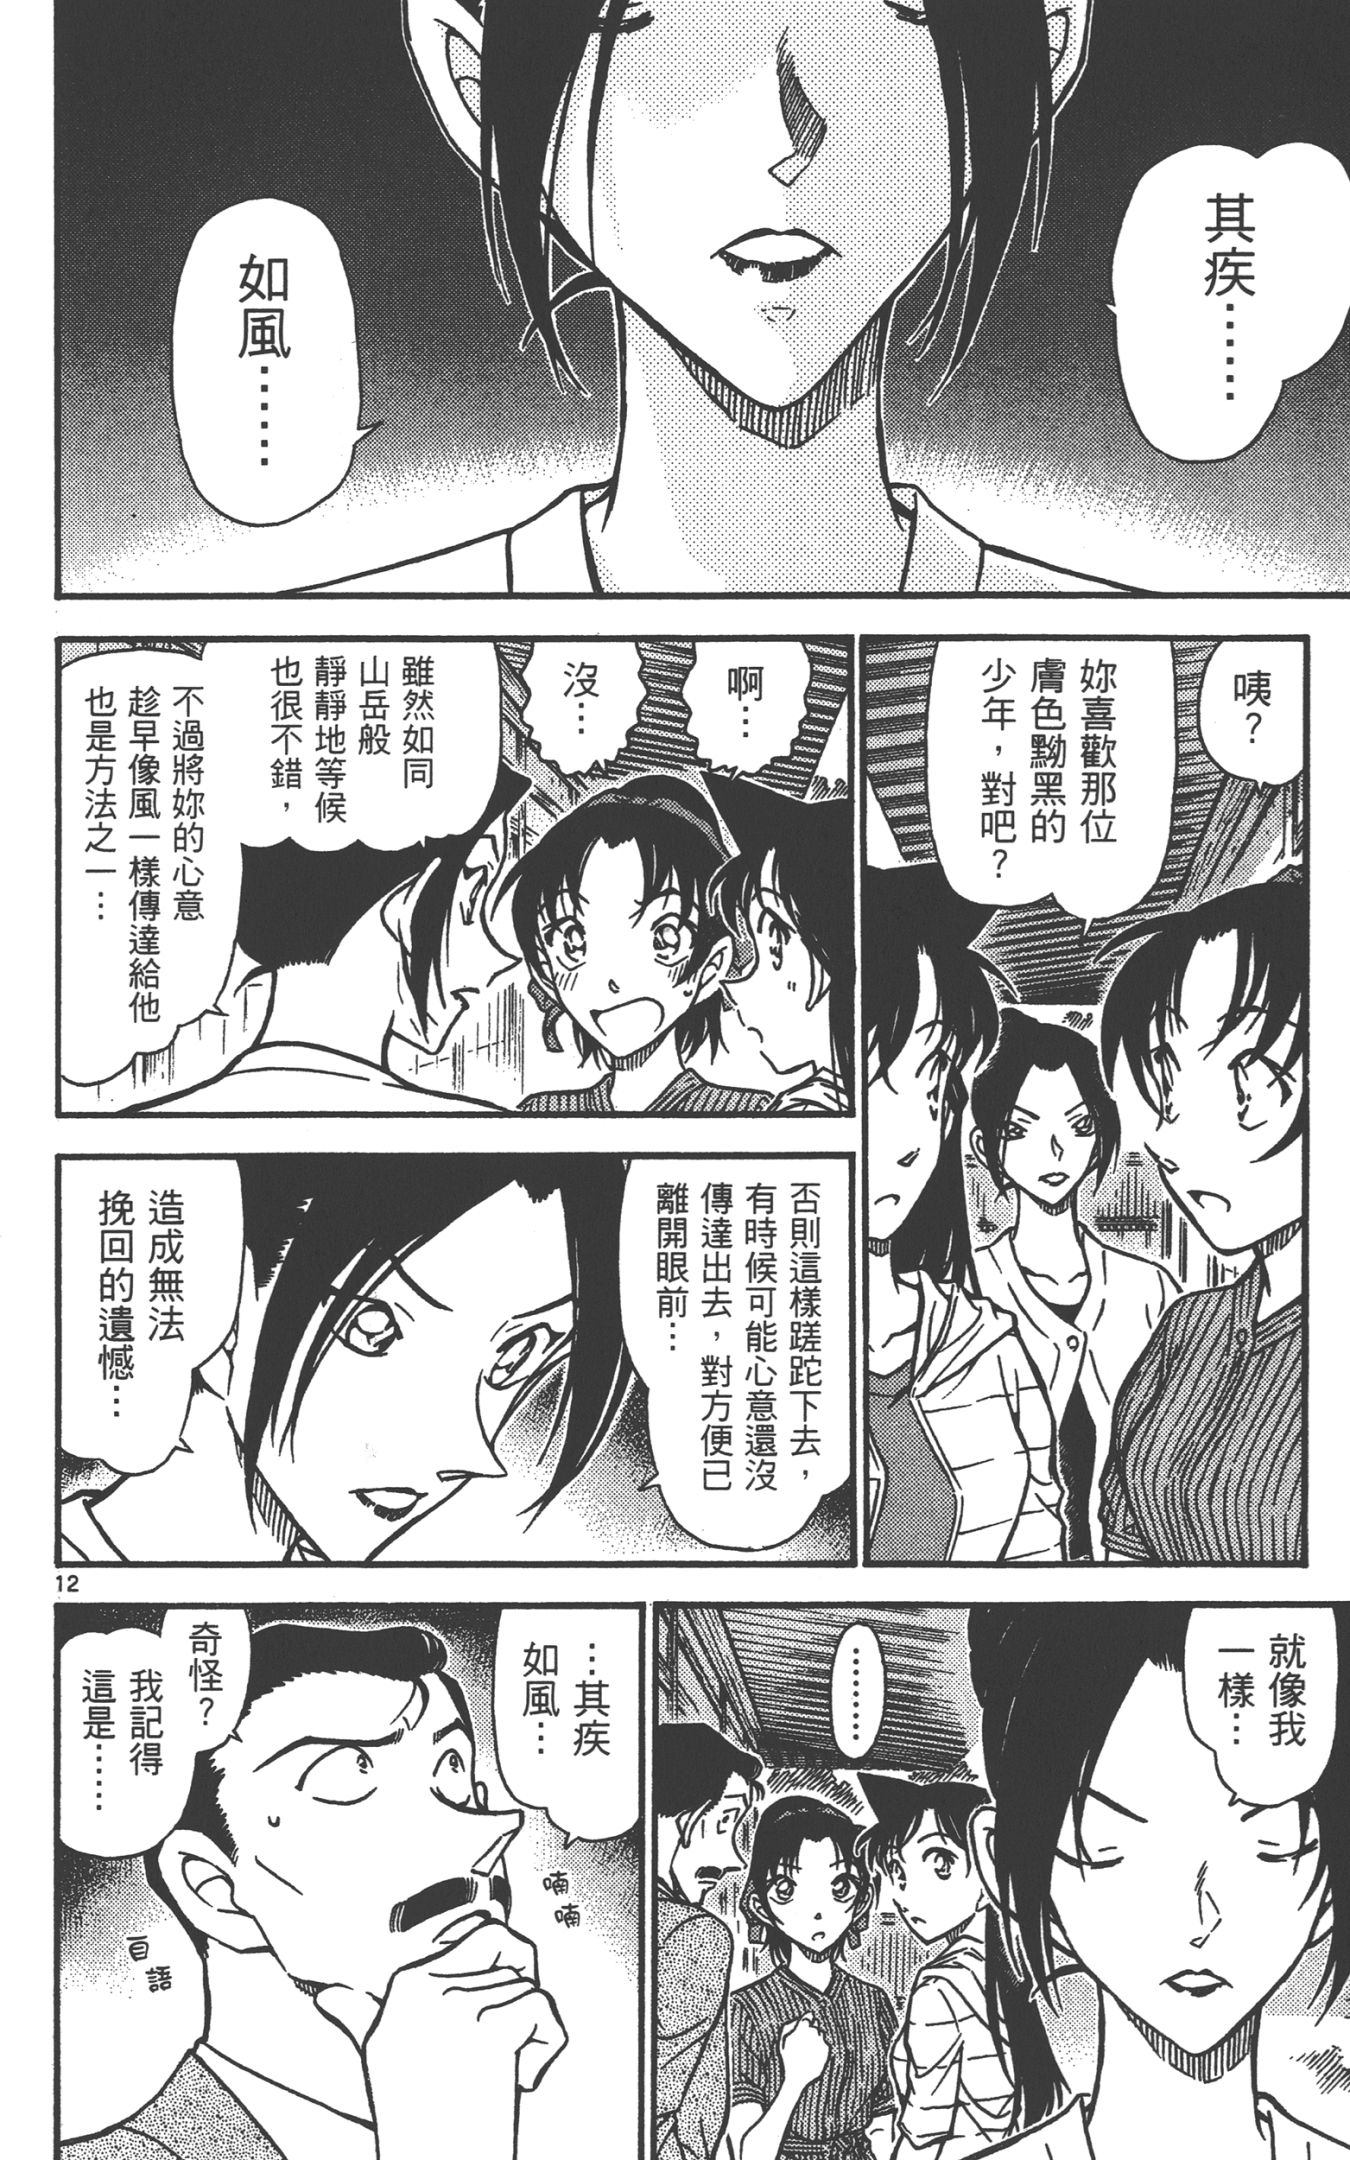 其疾……
如風……
咦？
妳喜歡那位
膚色黝黑的
少年，對吧？
啊…
沒…
雖然如同
山岳般
靜靜地等候
也很不錯，
不過將妳的心意
趁早像風一樣傳達給他
也是方法之一…
否則這樣蹉跎下去，
有時候可能心意還沒
傳達出去，對方便已
離開眼前…
造成無法
挽回的遺憾…
12
就像我
一樣…
………
…其疾
如風…
喃喃
自語
奇怪？
我記得
這是……